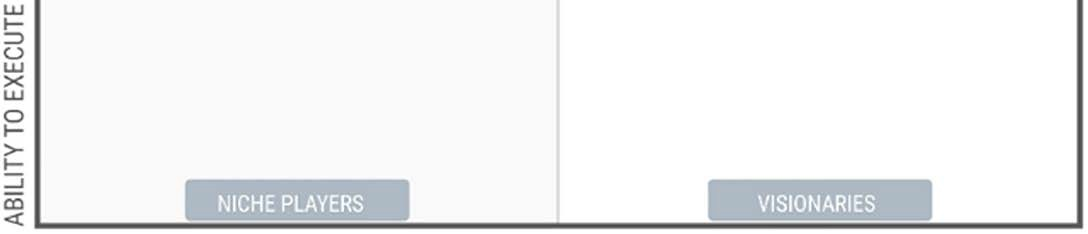 ABILITY TO EXECUTE
NICHE PLAYERS
VISIONARIES